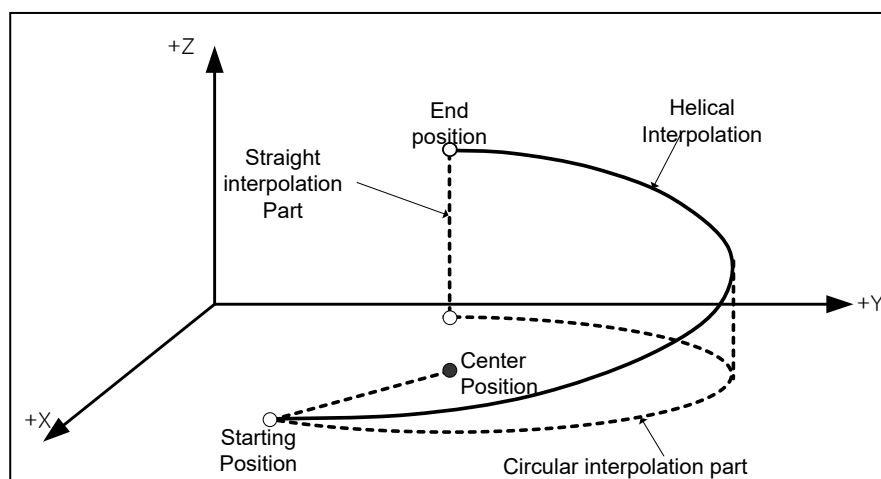 +Z
End
position
Helical
Interpolation
Straight
interpolation
Part
+Y
Center
Position
+X
Starting
Position
Circular interpolation part